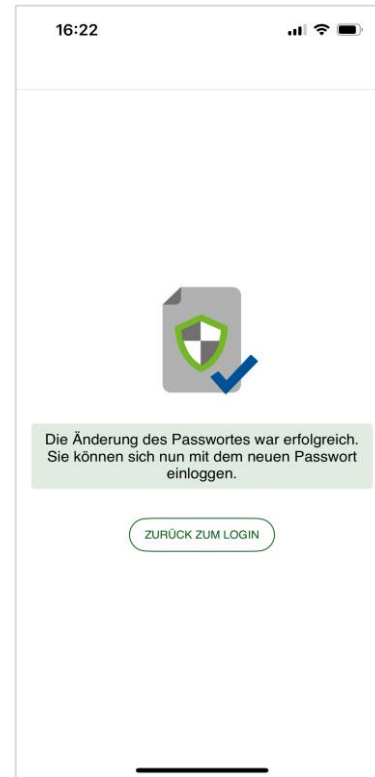 16:22
Die Änderung des Passwortes war erfolgreich.
Sie können sich nun mit dem neuen Passwort
einloggen.
ZURÜCK ZUM LOGIN